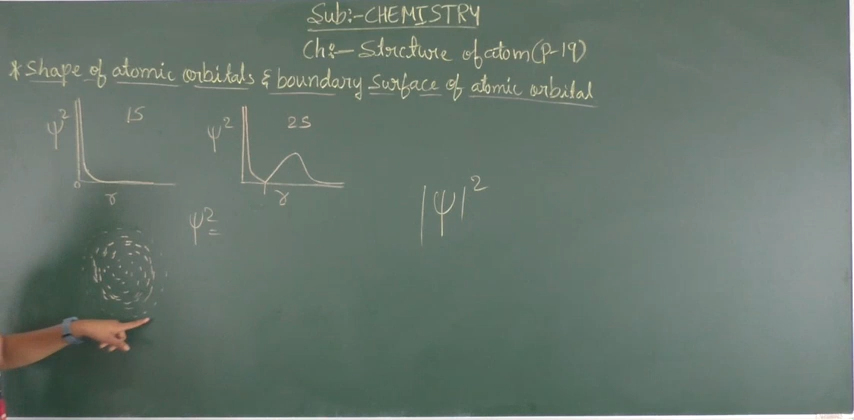 Sub:-CHEMISTRY
Ch:- Strcture of atom (P-19)
* Shape of atomic orbitals & boundary surface of atomic orbital
ψ² 1S
ψ² 2S
0
r
r
ψ²=
|ψ|²